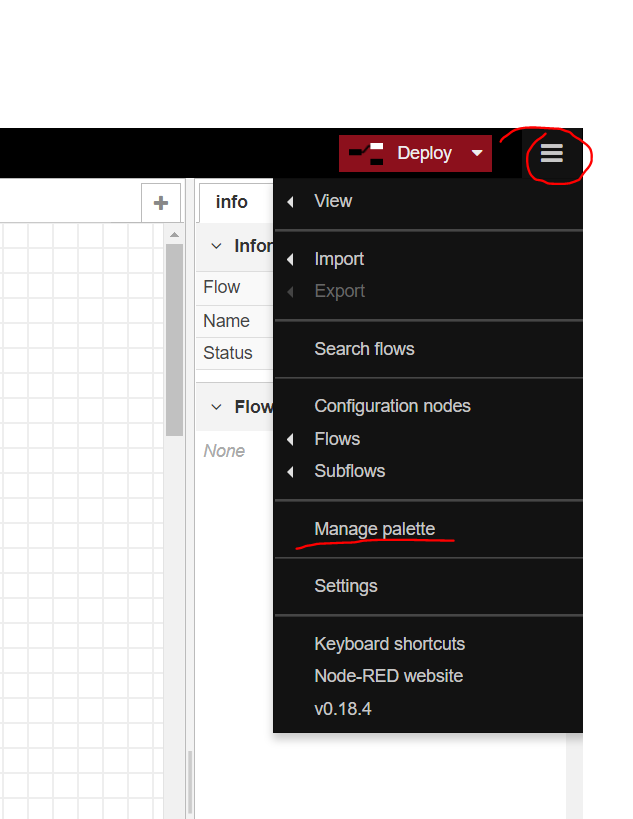 Deploy
info
View
Infor
Import
Flow
Export
Name
Search flows
Status
Configuration nodes
Flow
Flows
None
Subflows
Manage palette
Settings
Keyboard shortcuts
Node-RED website
v0.18.4